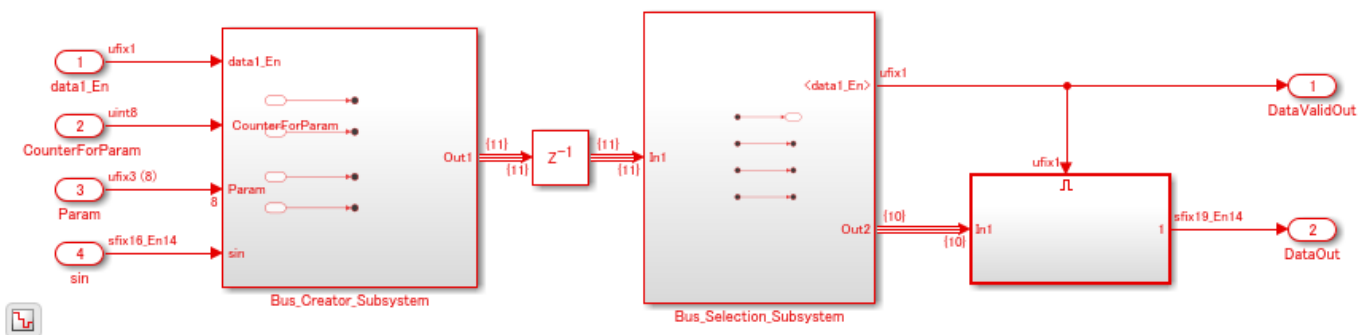 1
ufix1
data1_En
data1_En
2
uint8
CounterForParam
CounterForParam
3
ufix3 (8)
8
Param
Param
4
sfix16_En14
sin
sin
Out1
Bus_Creator_Subsystem
{11}
{11}
Z⁻¹
{11}
{11}
In1
<data1_En>
Out2
Bus_Selection_Subsystem
ufix1
1
DataValidOut
ufix1
{10}
{10}
In1
1
sfix19_En14
2
DataOut